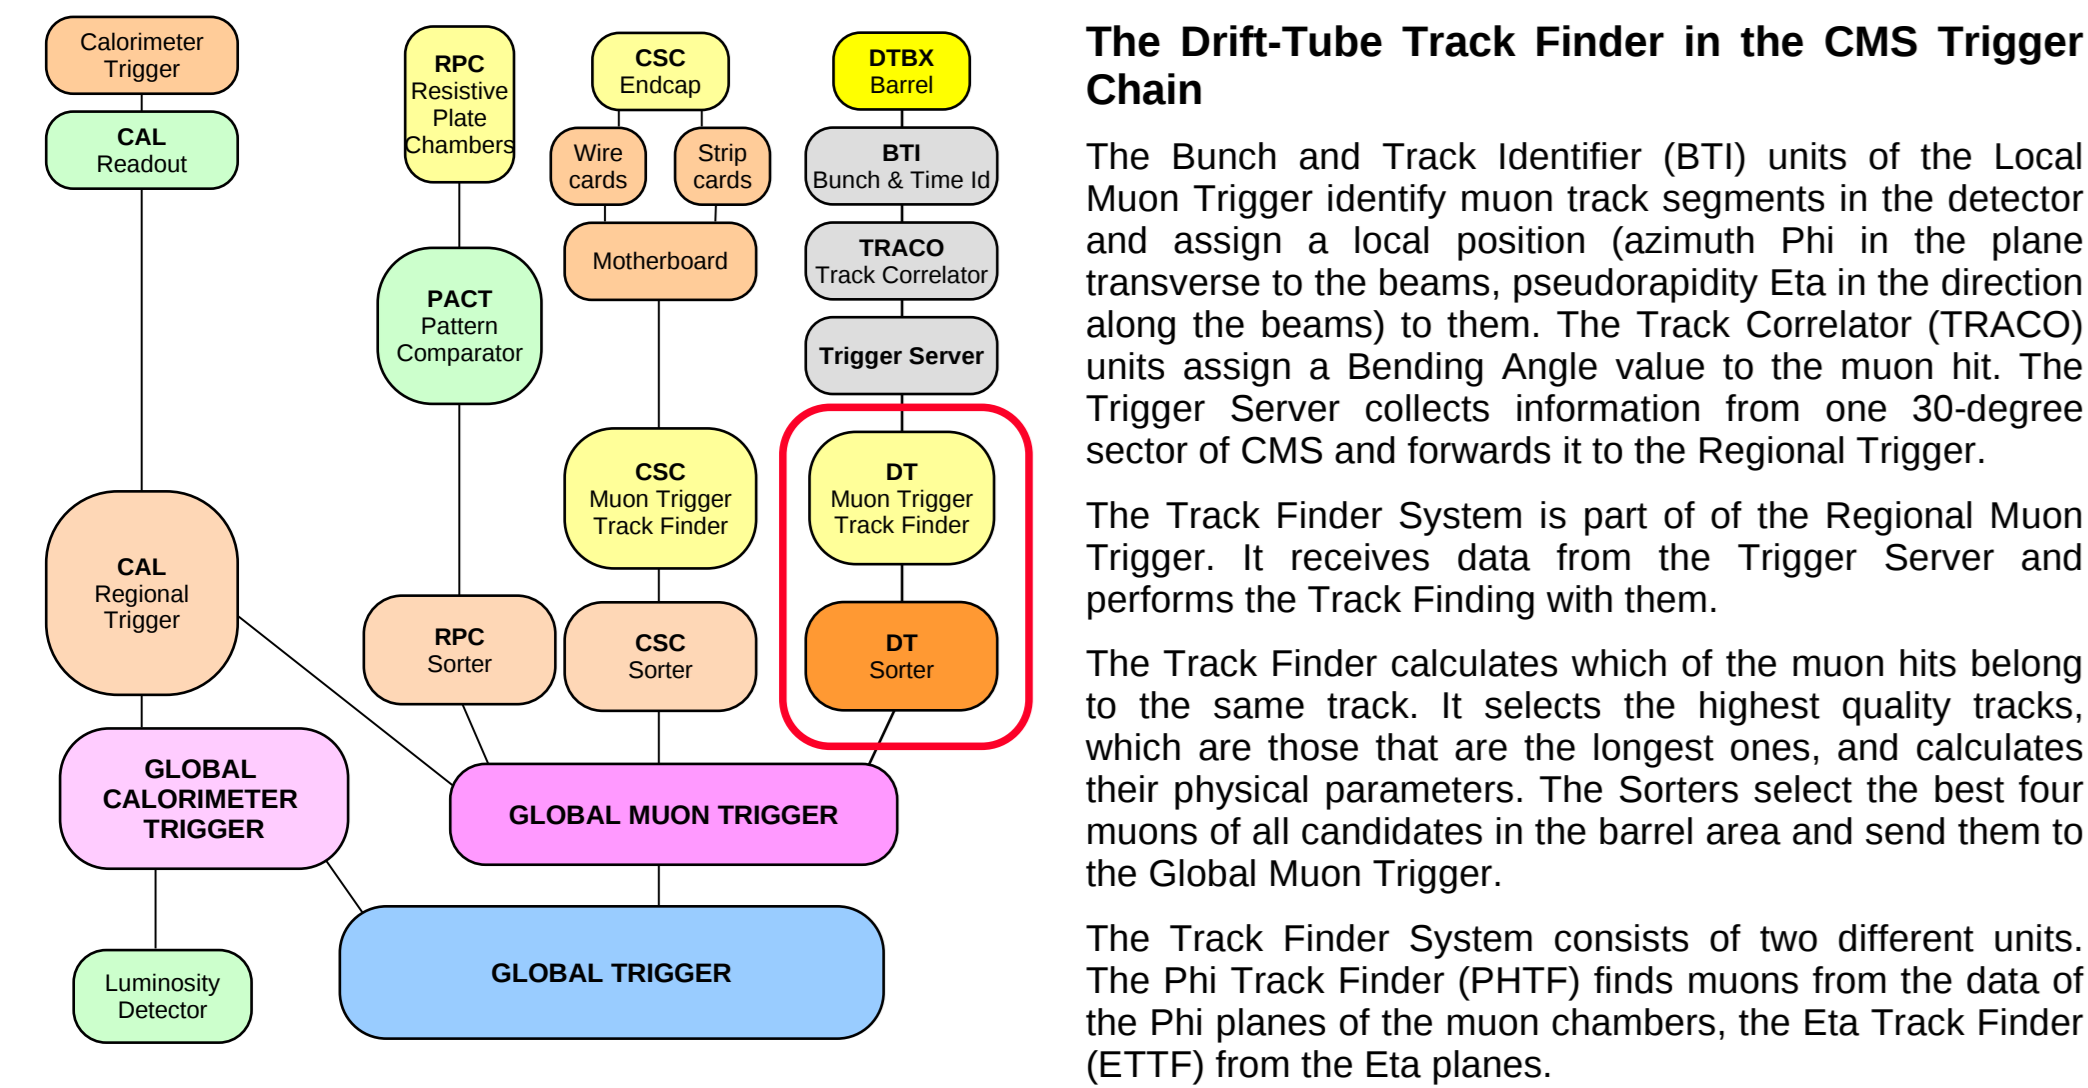 Calorimeter
Trigger
CAL
Readout
CAL
Regional
Trigger
GLOBAL
CALORIMETER
TRIGGER
Luminosity
Detector
RPC
Resistive
Plate
Chambers
PACT
Pattern
Comparator
RPC
Sorter
CSC
Endcap
Wire
cards
Strip
cards
Motherboard
CSC
Muon Trigger
Track Finder
CSC
Sorter
DTBX
Barrel
BTI
Bunch & Time Id
TRACO
Track Correlator
Trigger Server
DT
Muon Trigger
Track Finder
DT
Sorter
GLOBAL MUON TRIGGER
GLOBAL TRIGGER
The Drift-Tube Track Finder in the CMS Trigger
Chain
The Bunch and Track Identifier (BTI) units of the Local
Muon Trigger identify muon track segments in the detector
and assign a local position (azimuth Phi in the plane
transverse to the beams, pseudorapidity Eta in the direction
along the beams) to them. The Track Correlator (TRACO)
units assign a Bending Angle value to the muon hit. The
Trigger Server collects information from one 30-degree
sector of CMS and forwards it to the Regional Trigger.
The Track Finder System is part of of the Regional Muon
Trigger. It receives data from the Trigger Server and
performs the Track Finding with them.
The Track Finder calculates which of the muon hits belong
to the same track. It selects the highest quality tracks,
which are those that are the longest ones, and calculates
their physical parameters. The Sorters select the best four
muons of all candidates in the barrel area and send them to
the Global Muon Trigger.
The Track Finder System consists of two different units.
The Phi Track Finder (PHTF) finds muons from the data of
the Phi planes of the muon chambers, the Eta Track Finder
(ETTF) from the Eta planes.